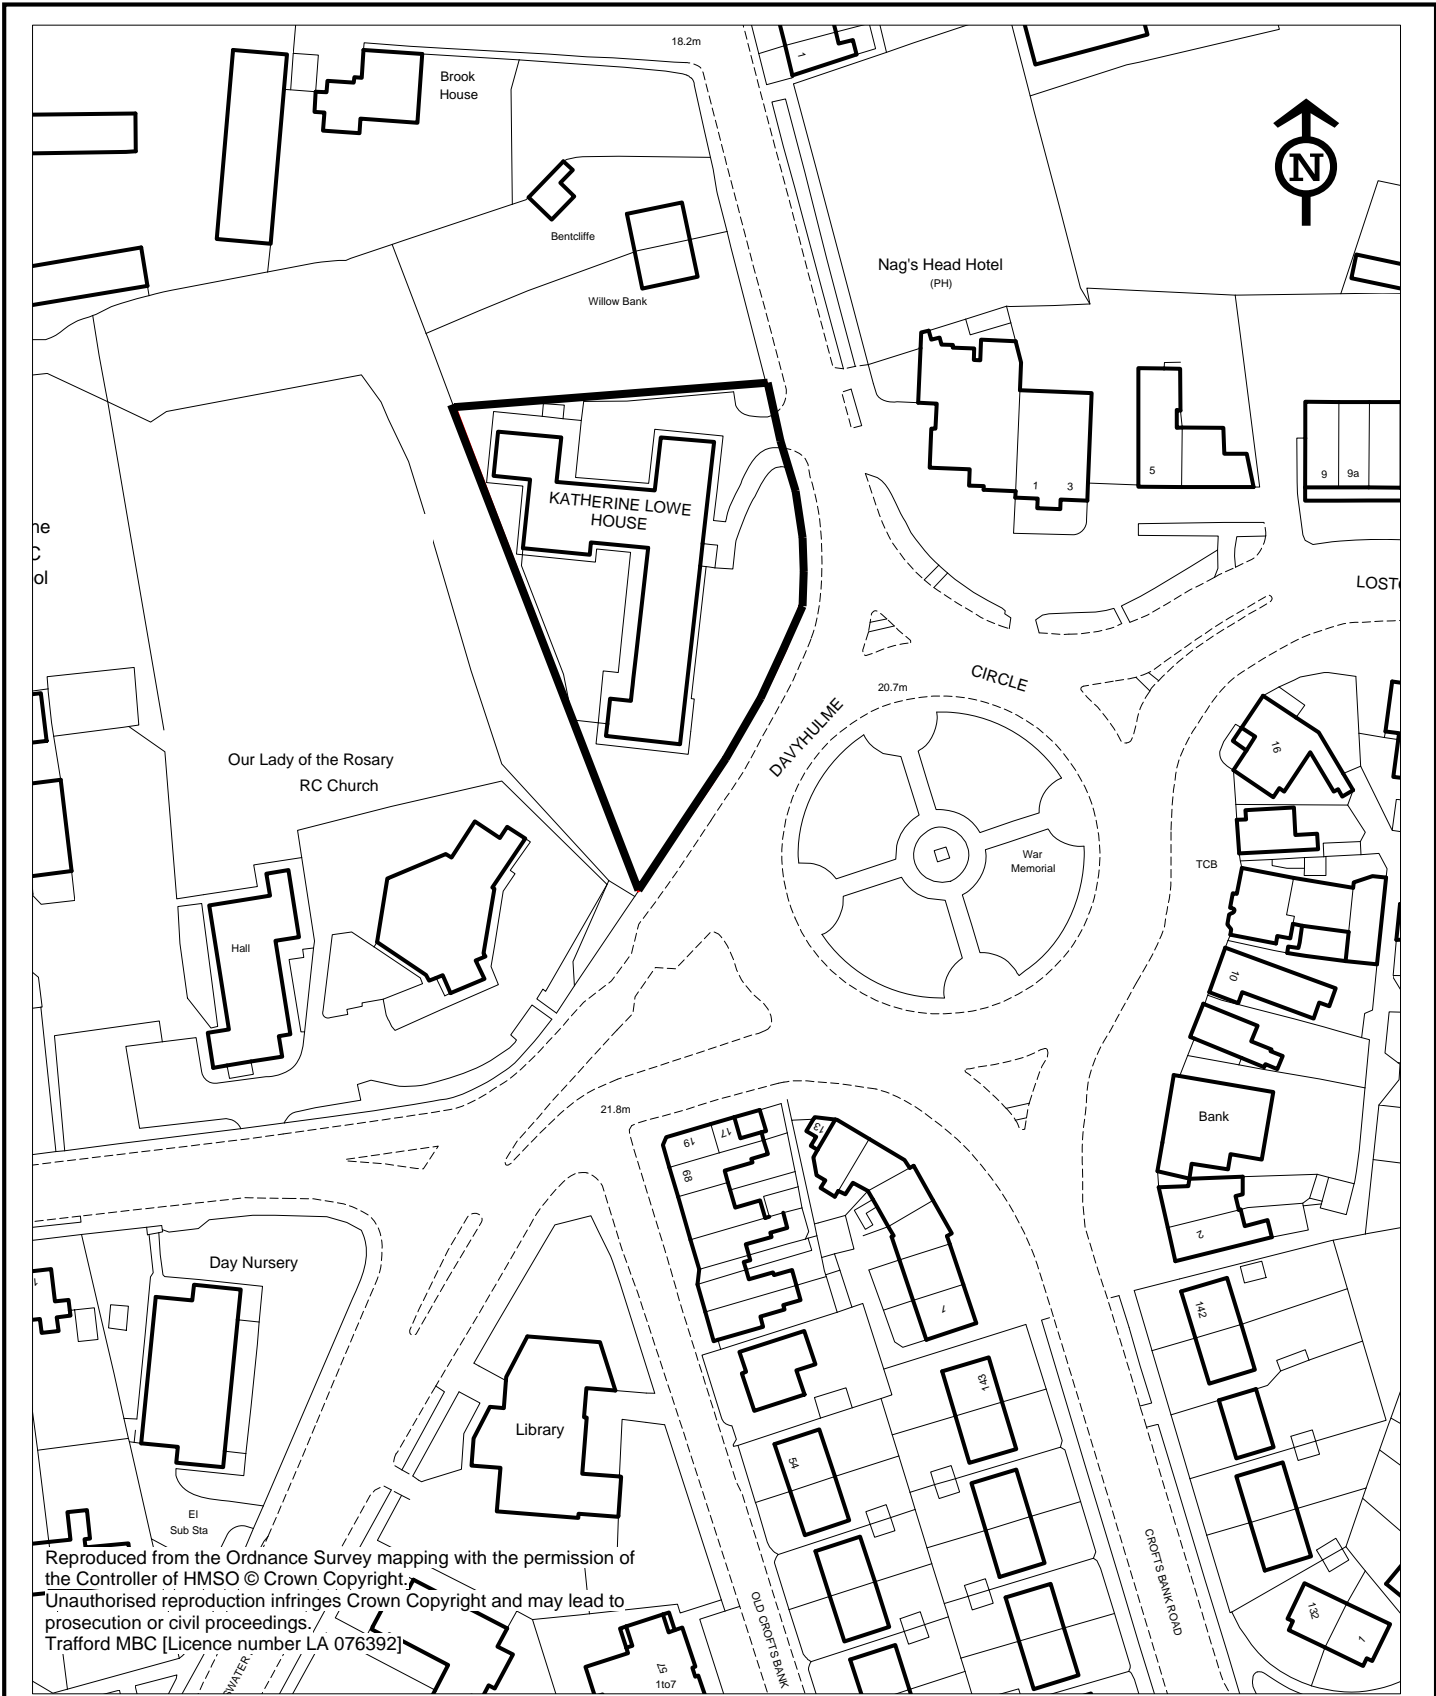 18.2m
1
Brook
House
N
Bentcliffe
Willow Bank
Nag's Head Hotel
(PH)
5
9
9a
1
3
KATHERINE LOWE
HOUSE
LOST
CIRCLE
20.7m
DAVYHULME
16
Our Lady of the Rosary
RC Church
War
Memorial
TCB
Hall
10
21.8m
Bank
19
17
13
68
2
Day Nursery
1
142
7
143
Library
54
El
Sub Sta
CROFTS BANK ROAD
OLD CROFTS BANK
132
1
57
1to7
Reproduced from the Ordnance Survey mapping with the permission of
the Controller of HMSO © Crown Copyright.
Unauthorised reproduction infringes Crown Copyright and may lead to
prosecution or civil proceedings.
Trafford MBC [Licence number LA 076392]